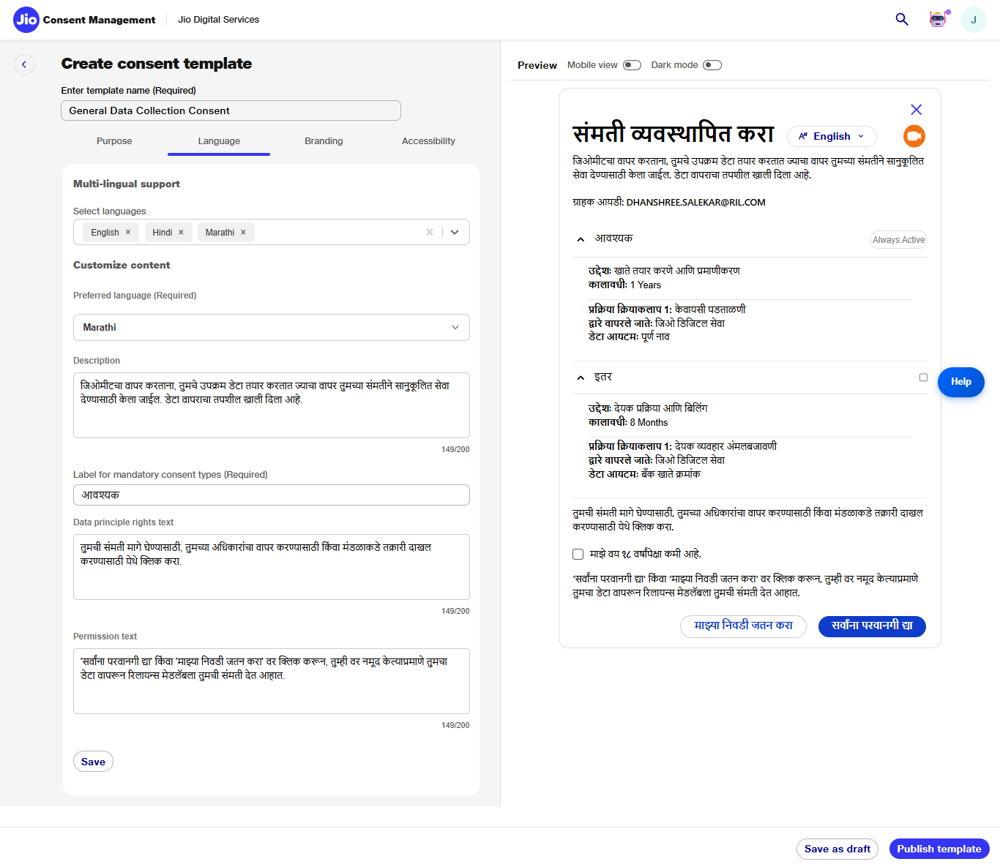 Jio Consent Management Jio Digital Services
J
Create consent template
Enter template name (Required)
General Data Collection Consent
Purpose Language Branding Accessibility
Multi-lingual support
Select languages
English × Hindi × Marathi ×
Customize content
Preferred language (Required)
Marathi
Description
जिओमीटचा वापर करताना, तुमचे उपक्रम डेटा तयार करतात ज्याचा वापर तुमच्या संमतीने सानुकूलित सेवा
देण्यासाठी केला जाईल. डेटा वापराचा तपशील खाली दिला आहे.
149/200
Label for mandatory consent types (Required)
आवश्यक
Data principle rights text
तुमची संमती मागे घेण्यासाठी, तुमच्या अधिकारांचा वापर करण्यासाठी किंवा मंडळाकडे तक्रारी दाखल
करण्यासाठी येथे क्लिक करा.
149/200
Permission text
'सर्वांना परवानगी द्या' किंवा 'माझ्या निवडी जतन करा' वर क्लिक करून, तुम्ही वर नमूद केल्याप्रमाणे तुमचा
डेटा वापरून रिलायन्स मेडलॅबला तुमची संमती देत आहात.
149/200
Save
Preview Mobile view Dark mode
संमती व्यवस्थापित करा English
जिओमीटचा वापर करताना, तुमचे उपक्रम डेटा तयार करतात ज्याचा वापर तुमच्या संमतीने सानुकूलित
सेवा देण्यासाठी केला जाईल. डेटा वापराचा तपशील खाली दिला आहे.
ग्राहक आयडी: DHANSHREE.SALEKAR@RIL.COM
आवश्यक Always Active
उद्देशः खाते तयार करणे आणि प्रमाणीकरण
कालावधीः 1 Years
प्रक्रिया क्रियाकलाप 1: केवायसी पडताळणी
द्वारे वापरले जातेः जिओ डिजिटल सेवा
डेटा आयटमः पूर्ण नाव
इतर
उद्देशः देयक प्रक्रिया आणि बिलिंग
कालावधीः 8 Months
प्रक्रिया क्रियाकलाप 1: देयक व्यवहार अंमलबजावणी
द्वारे वापरले जातेः जिओ डिजिटल सेवा
डेटा आयटमः बँक खाते क्रमांक
तुमची संमती मागे घेण्यासाठी, तुमच्या अधिकारांचा वापर करण्यासाठी किंवा मंडळाकडे तक्रारी दाखल
करण्यासाठी येथे क्लिक करा.
माझे वय १८ वर्षांपेक्षा कमी आहे.
'सर्वांना परवानगी द्या' किंवा 'माझ्या निवडी जतन करा' वर क्लिक करून, तुम्ही वर नमूद केल्याप्रमाणे
तुमचा डेटा वापरून रिलायन्स मेडलॅबला तुमची संमती देत आहात.
माझ्या निवडी जतन करा सर्वांना परवानगी द्या
Help
Save as draft Publish template